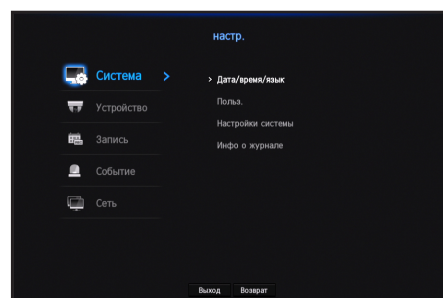 настр.
Система >
Устройство
Запись
Событие
Сеть
> Дата/время/язык
Польз.
Настройки системы
Инфо о журнале
Выход Возврат